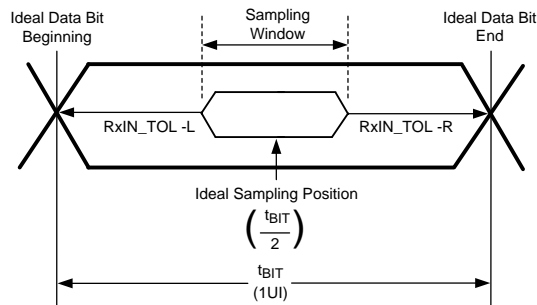 Ideal Data Bit
Beginning
Sampling
Window
Ideal Data Bit
End
RxIN_TOL -L
RxIN_TOL -R
Ideal Sampling Position
(tBIT
2)
tBIT
(1UI)